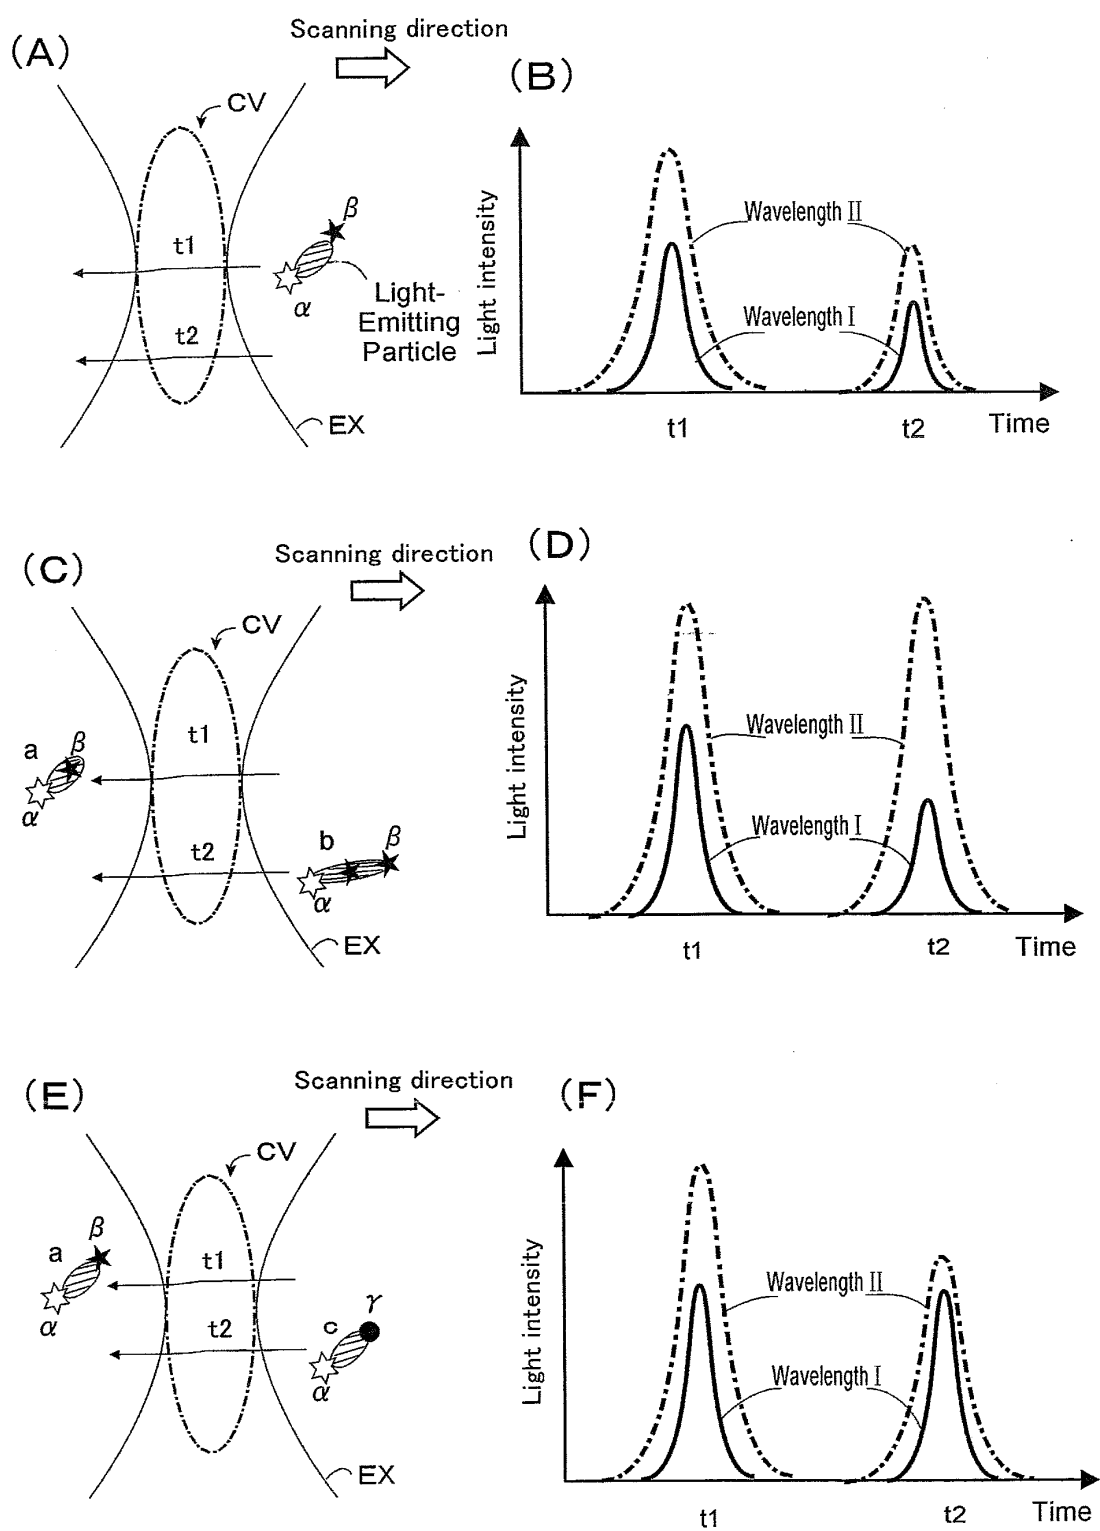 (A)
Scanning direction
CV
t1
β
α
Light-
Emitting
Particle
t2
EX
(B)
Light intensity
Wavelength II
Wavelength I
t1
t2
Time
(C)
Scanning direction
CV
t1
a
β
α
t2
b
β
α
EX
(D)
Light intensity
Wavelength II
Wavelength I
t1
t2
Time
(E)
Scanning direction
CV
β
a
t1
α
t2
γ
c
α
EX
(F)
Light intensity
Wavelength II
Wavelength I
t1
t2
Time